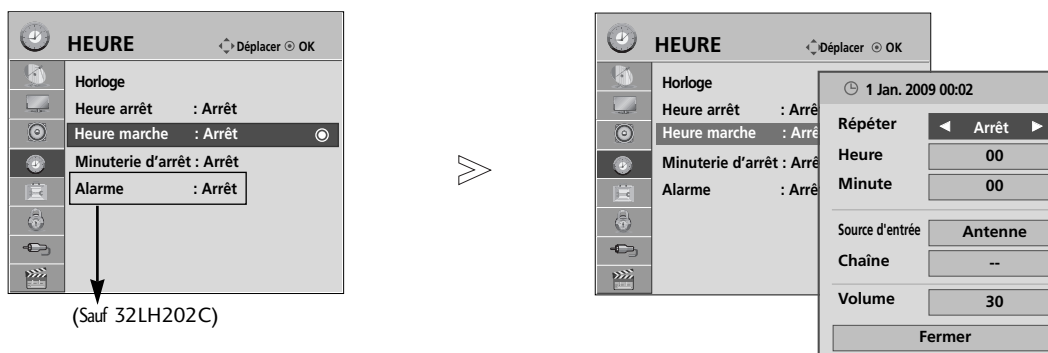 HEURE
Déplacer OK
Horloge
Heure arrêt : Arrêt
Heure marche : Arrêt
Minuterie d'arrêt : Arrêt
Alarme : Arrêt
(Sauf 32LH202C)
HEURE
Déplacer OK
Horloge
Heure arrêt : Arrê
Heure marche : Arrê
Minuterie d'arrêt : Arrê
Alarme : Arrê
1 Jan. 2009 00:02
Répéter ◀ Arrêt ▶
Heure 00
Minute 00
Source d'entrée Antenne
Chaîne --
Volume 30
Fermer